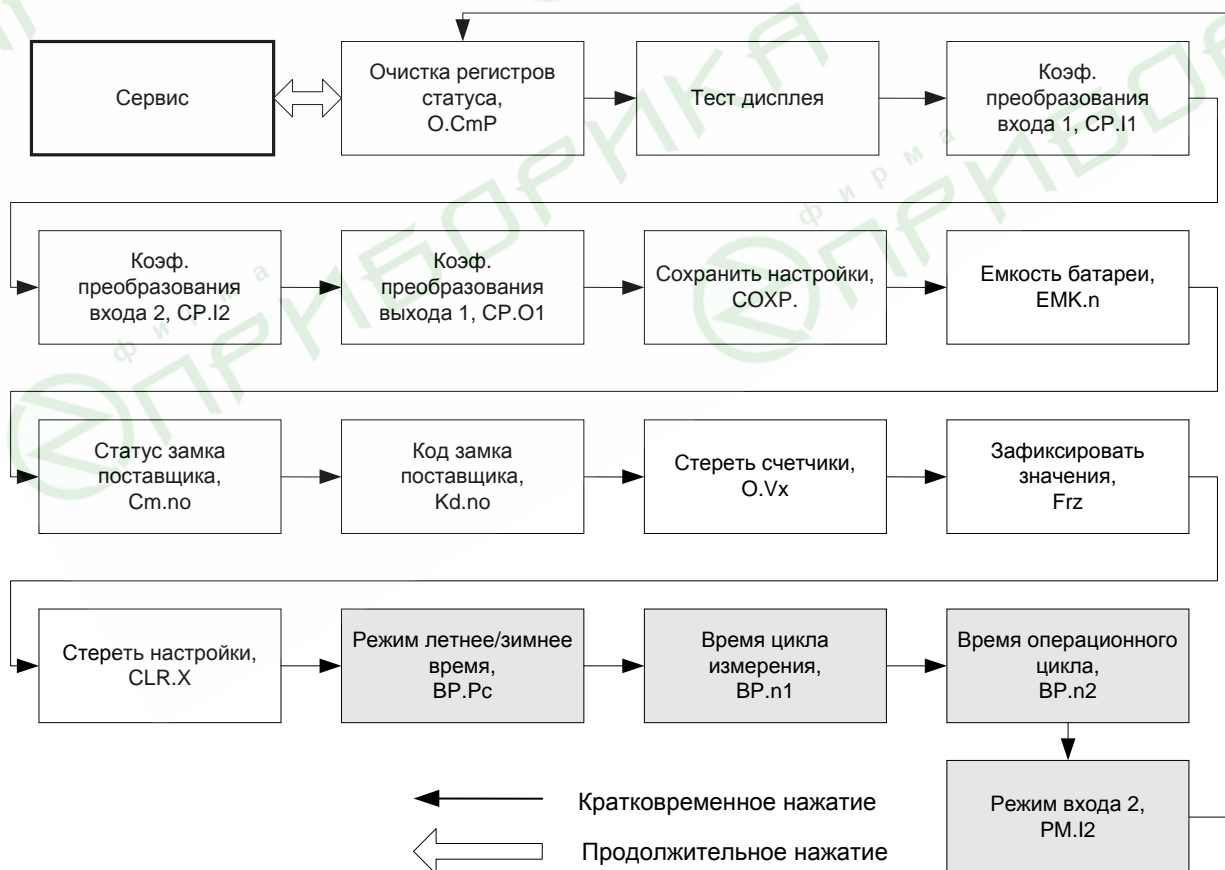 Сервис
Очистка регистров
статуса,
O.CmP
Тест дисплея
Коэф.
преобразования
входа 1, CP.I1
Коэф.
преобразования
входа 2, CP.I2
Коэф.
преобразования
выхода 1, CP.O1
Сохранить настройки,
COXP.
Емкость батареи,
EMK.n
Статус замка
поставщика,
Cm.no
Код замка
поставщика,
Kd.no
Стереть счетчики,
O.Vx
Зафиксировать
значения,
Frz
Стереть настройки,
CLR.X
Режим летнее/зимнее
время,
BP.Pc
Время цикла
измерения,
BP.n1
Время операционного
цикла,
BP.n2
Режим входа 2,
PM.I2
Кратковременное нажатие
Продолжительное нажатие
фирма
ПРИБОРИКА
фирма